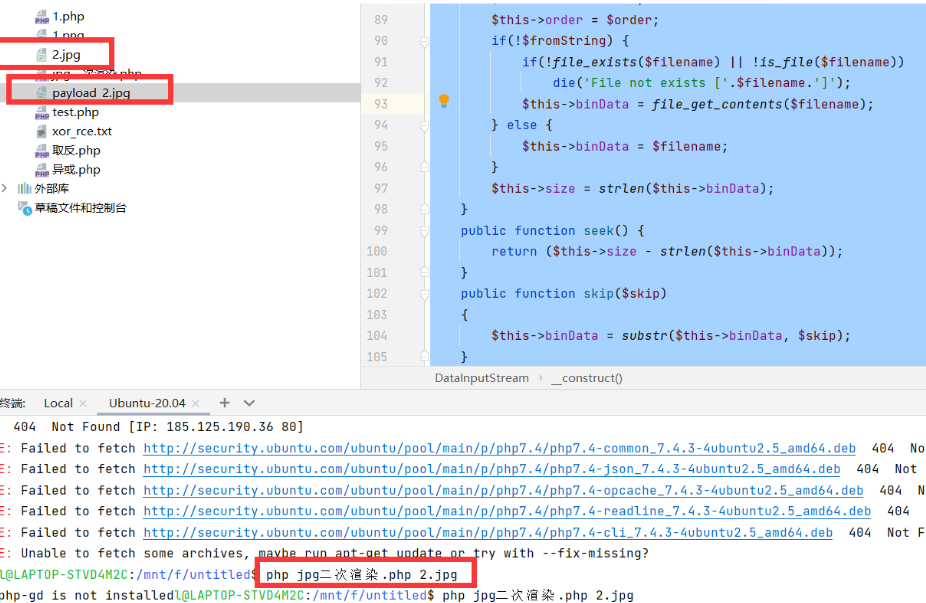 1.php
1.png
2.jpg
jpg二次渲染.php
payload_2.jpg
test.php
xor_rce.txt
取反.php
异或.php
外部库
草稿文件和控制台
89 $this->order = $order;
90 if(!$fromString) {
91 if(!file_exists($filename) || !is_file($filename))
92 die('File not exists ['.$filename.']');
93 $this->binData = file_get_contents($filename);
94 } else {
95 $this->binData = $filename;
96 }
97 $this->size = strlen($this->binData);
98 }
99 public function seek() {
100 return ($this->size - strlen($this->binData));
101 }
102 public function skip($skip)
103 {
104 $this->binData = substr($this->binData, $skip);
105 }
DataInputStream › __construct()
终端: Local × Ubuntu-20.04 × +
404 Not Found [IP: 185.125.190.36 80]
E: Failed to fetch http://security.ubuntu.com/ubuntu/pool/main/p/php7.4/php7.4-common_7.4.3-4ubuntu2.5_amd64.deb 404 No
E: Failed to fetch http://security.ubuntu.com/ubuntu/pool/main/p/php7.4/php7.4-json_7.4.3-4ubuntu2.5_amd64.deb 404 Not
E: Failed to fetch http://security.ubuntu.com/ubuntu/pool/main/p/php7.4/php7.4-opcache_7.4.3-4ubuntu2.5_amd64.deb 404 N
E: Failed to fetch http://security.ubuntu.com/ubuntu/pool/main/p/php7.4/php7.4-readline_7.4.3-4ubuntu2.5_amd64.deb 404
E: Failed to fetch http://security.ubuntu.com/ubuntu/pool/main/p/php7.4/php7.4-cli_7.4.3-4ubuntu2.5_amd64.deb 404 Not F
E: Unable to fetch some archives, maybe run apt-get update or try with --fix-missing?
l@LAPTOP-STVD4M2C:/mnt/f/untitled$ php jpg二次渲染.php 2.jpg
php-gd is not installedl@LAPTOP-STVD4M2C:/mnt/f/untitled$ php jpg二次渲染.php 2.jpg